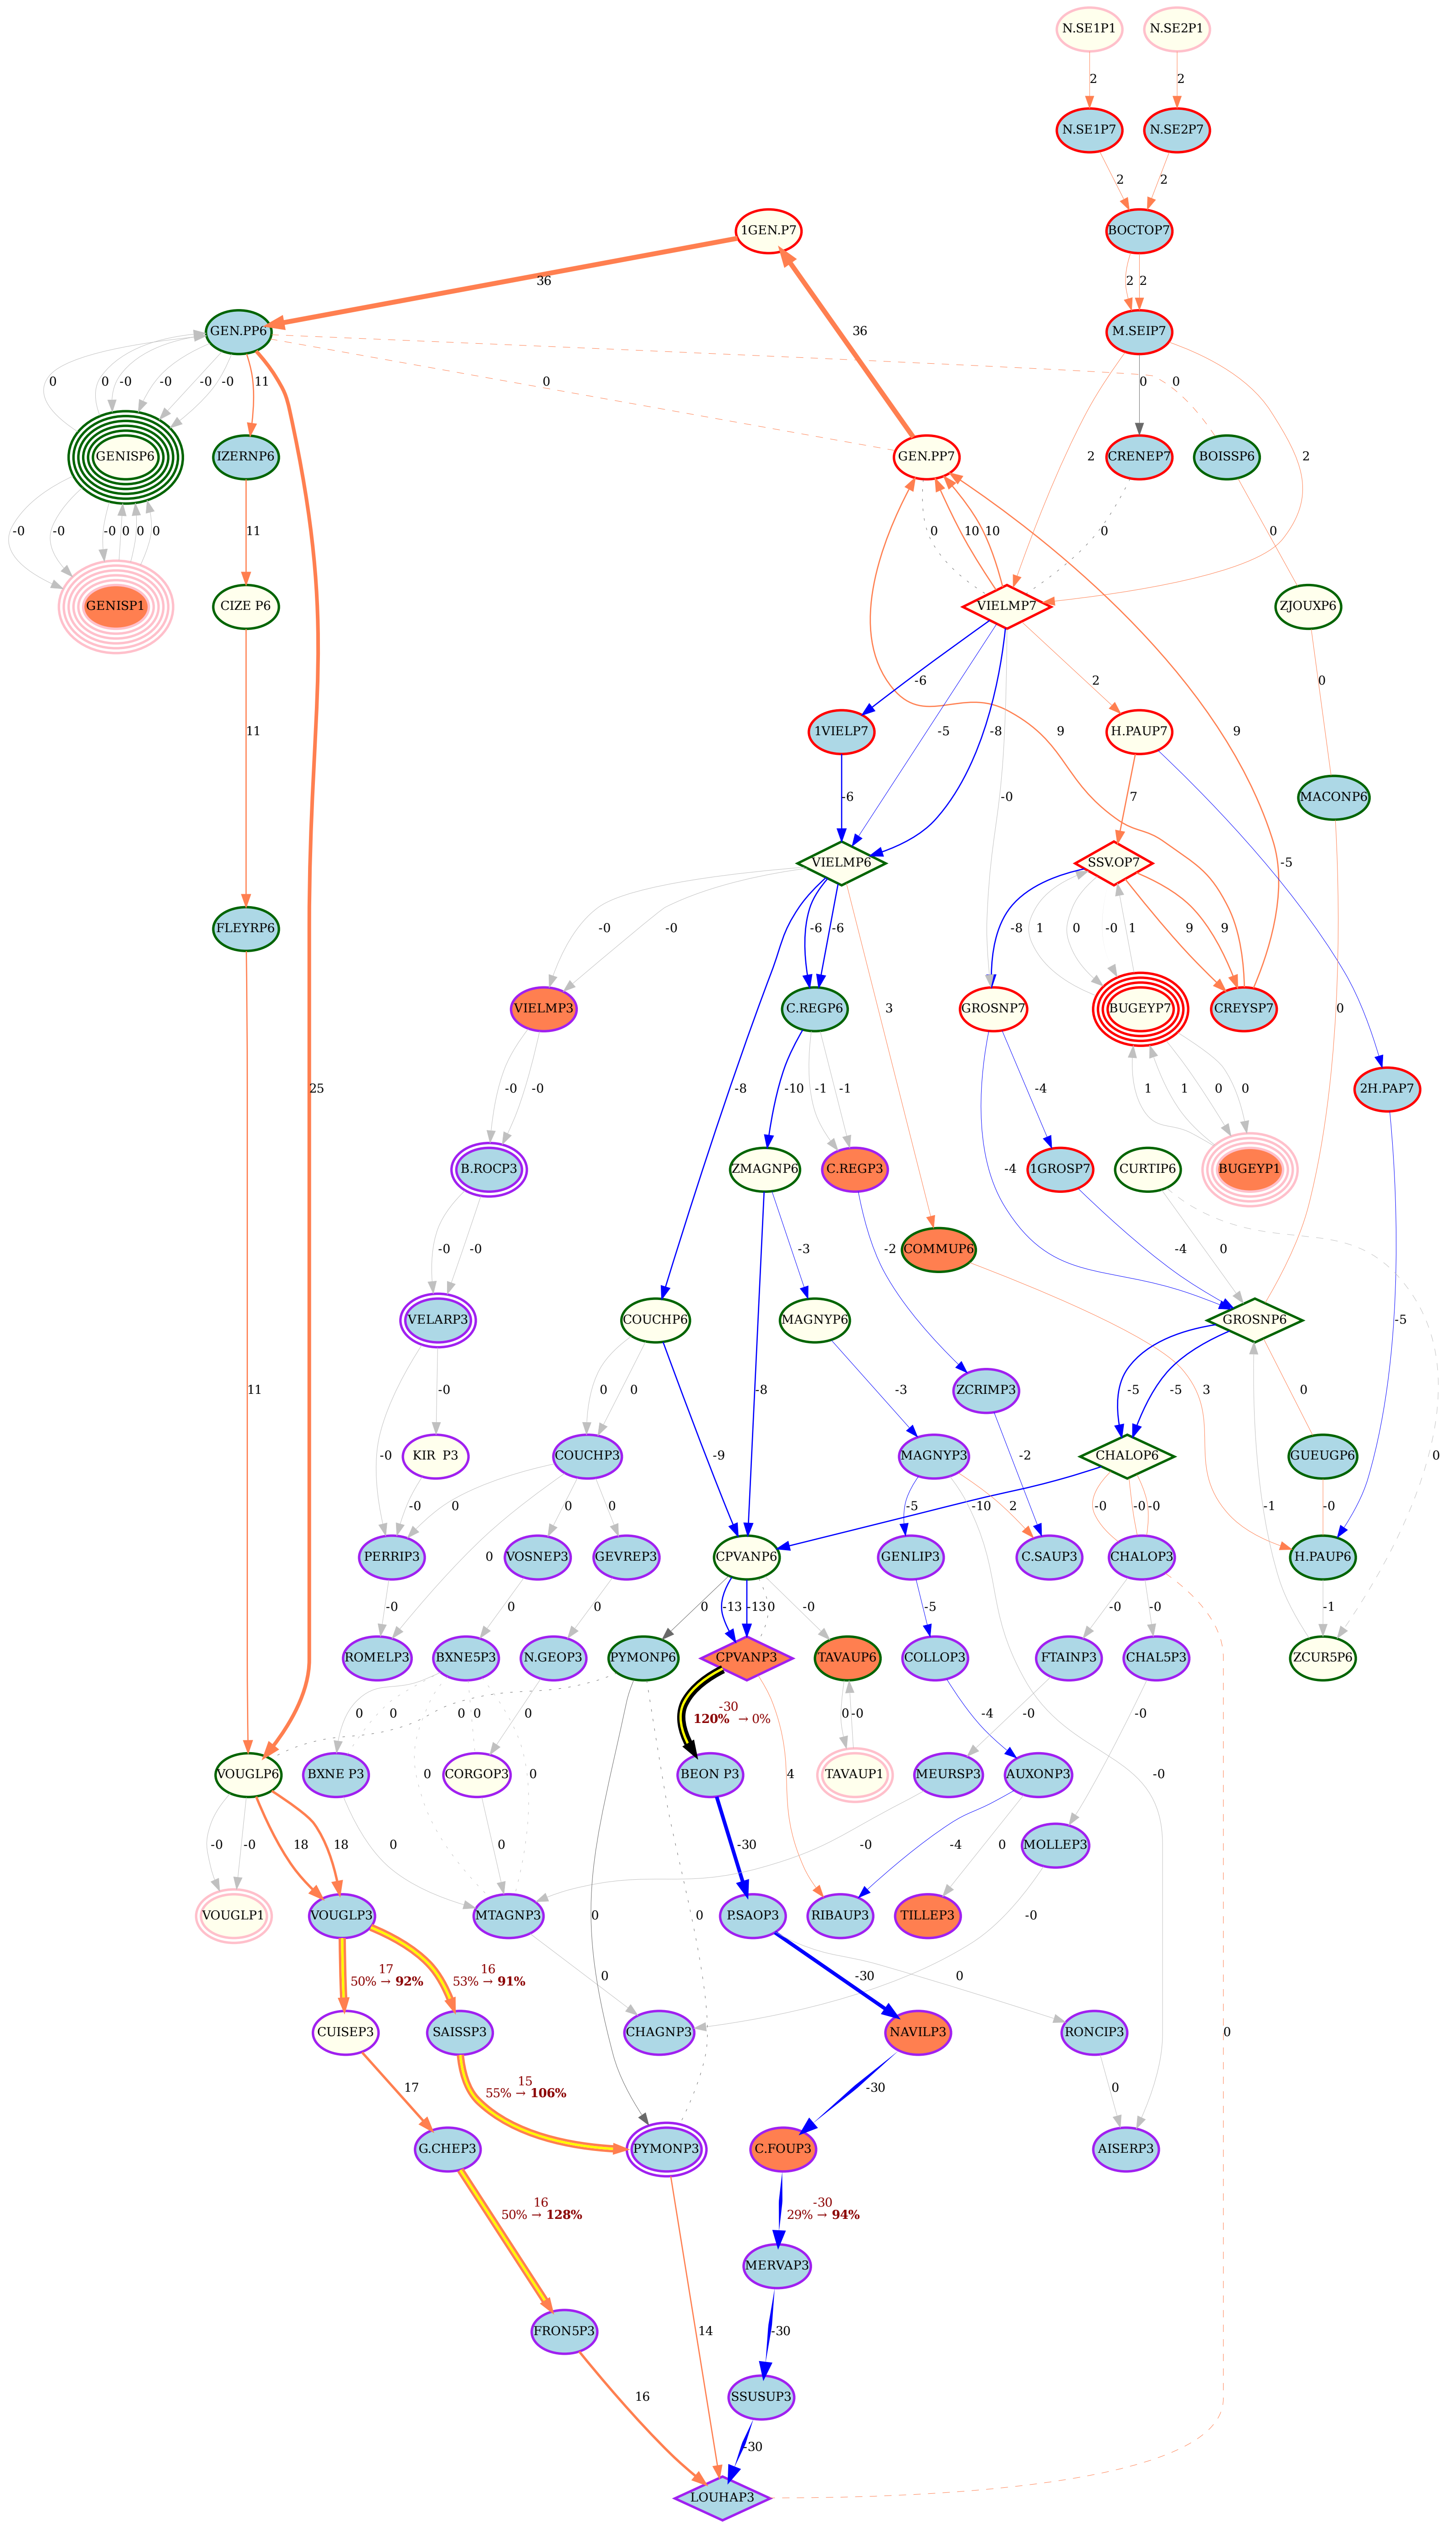 N.SE1P1
N.SE2P1
2
2
N.SE1P7
N.SE2P7
2
2
1GEN.P7
BOCTOP7
36
2
2
GEN.PP6
36
M.SEIP7
0
0
-0
-0
-0
-0
11
0
0
0
GENISP6
IZERNP6
GEN.PP7
CRENEP7
BOISSP6
2
2
-0
-0
-0
0
0
0
11
0
10
10
0
0
GENISP1
CIZE P6
VIELMP7
ZJOUXP6
-6
2
0
11
1VIELP7
-5
-8
H.PAUP7
9
9
-6
-0
7
MACONP6
VIELMP6
SSV.OP7
-5
FLEYRP6
-0
-0
-6
-6
-8
1
0
-0
1
9
9
VIELMP3
C.REGP6
3
GROSNP7
BUGEYP7
CREYSP7
0
-0
-0
25
-8
-10
-1
-1
-4
1
1
0
0
2H.PAP7
B.ROCP3
ZMAGNP6
C.REGP3
-4
1GROSP7
CURTIP6
BUGEYP1
-0
-0
-3
-2
COMMUP6
-4
0
VELARP3
COUCHP6
MAGNYP6
GROSNP6
-5
11
-0
0
0
-8
-3
ZCRIMP3
-5
-5
3
0
-0
KIR P3
COUCHP3
-9
MAGNYP3
-2
CHALOP6
GUEUGP6
0
-0
0
0
0
-5
2
-10
-0
-0
-0
-1
-0
PERRIP3
0
VOSNEP3
GEVREP3
CPVANP6
GENLIP3
C.SAUP3
CHALOP3
H.PAUP6
-0
0
0
0
-13
-13
0
-0
-5
-0
-0
-1
ROMELP3
BXNE5P3
N.GEOP3
PYMONP6
CPVANP3
TAVAUP6
COLLOP3
FTAINP3
CHAL5P3
ZCUR5P6
0
0
0
0
0
-30
120% → 0%
0
-0
-4
-0
-0
VOUGLP6
BXNE P3
0
CORGOP3
0
BEON P3
4
TAVAUP1
MEURSP3
AUXONP3
-0
-0
-0
18
18
0
0
-30
-0
-4
0
MOLLEP3
VOUGLP1
VOUGLP3
MTAGNP3
0
0
P.SAOP3
RIBAUP3
TILLEP3
-0
17
50% → 92%
16
53% → 91%
0
0
-30
0
CUISEP3
SAISSP3
CHAGNP3
NAVILP3
RONCIP3
0
17
15
55% → 106%
-30
0
G.CHEP3
PYMONP3
C.FOUP3
AISERP3
16
50% → 128%
-30
29% → 94%
MERVAP3
FRON5P3
14
-30
16
SSUSUP3
-30
LOUHAP3